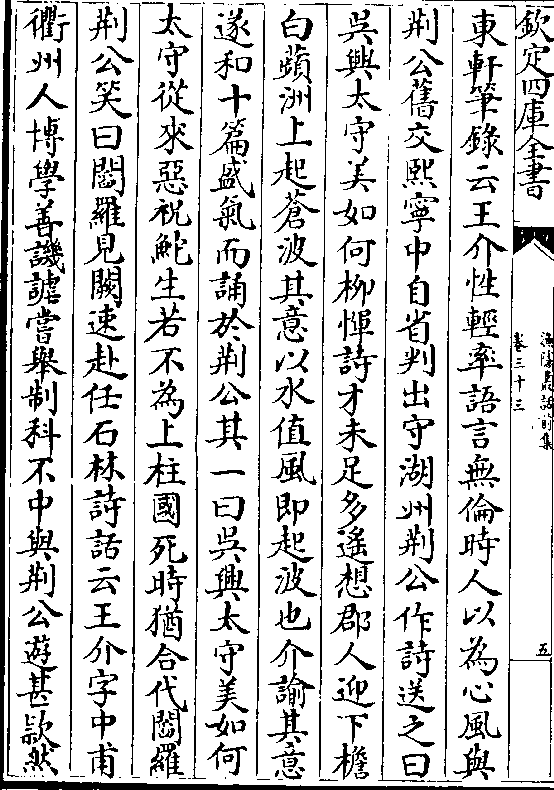 欽定四庫全書
漁隱叢話前集
卷三十三
五
東軒筆錄云王介性輕率語言無倫時人以為心風與
荆公舊交熙寧中自省判出守湖州荆公作詩送之曰
吳興太守美如何柳惲詩才未足多遙想郡人迎下檐
白蘋洲上起蒼波其意以水值風即起波也介諭其意
遂和十篇盛氣而誦於荆公其一曰吳興太守美如何
太守從來惡祝鮀生若不為上柱國死時猶合代閻羅
荆公笑曰閻羅見闕速赴任石林詩話云王介字中甫
衢州人博學善譏謔嘗舉制科不中與荆公遊甚欵然